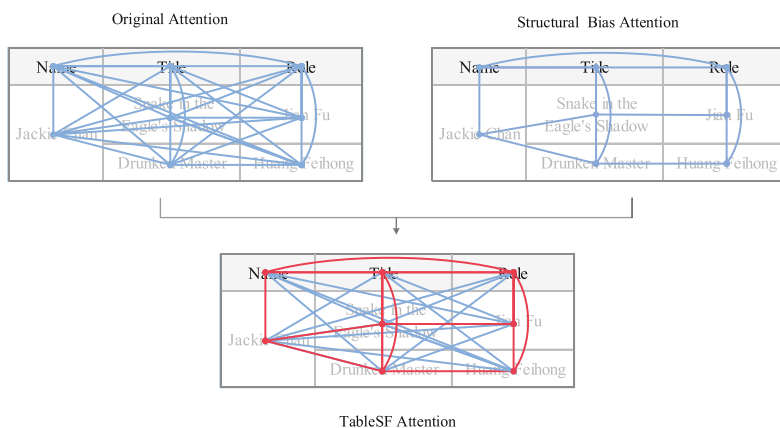 Original Attention
Structural Bias Attention
Name Title Role
Jackie Chan
Snake in the
Eagle's Shadow
Jian Fu
Drunken Master
Huang Feihong
Name Title Role
Jackie Chan
Snake in the
Eagle's Shadow
Jian Fu
Drunken Master
Huang Feihong
Name Title Role
Jackie Chan
Snake in the
Eagle's Shadow
Jian Fu
Drunken Master
Huang Feihong
TableSF Attention